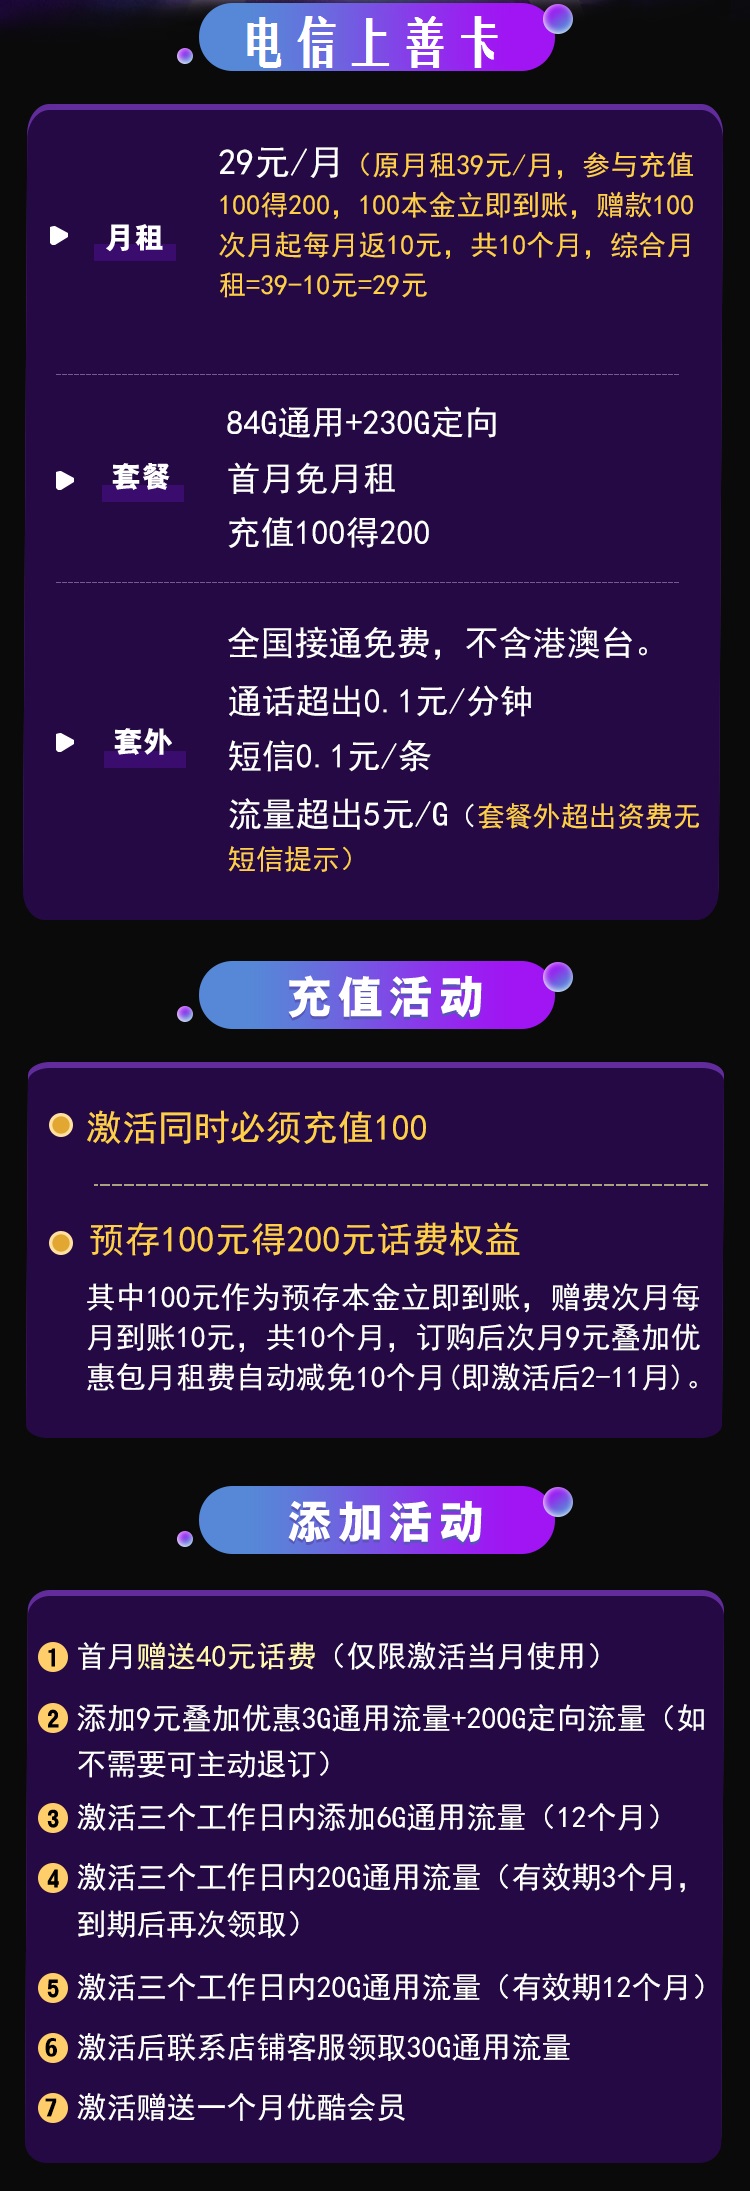 电信上善卡
月租
29元/月（原月租39元/月，参与充值
100得200，100本金立即到账，赠款100
次月起每月返10元，共10个月，综合月
租=39-10元=29元
套餐
84G通用+230G定向
首月免月租
充值100得200
套外
全国接通免费，不含港澳台。
通话超出0.1元/分钟
短信0.1元/条
流量超出5元/G（套餐外超出资费无
短信提示）
充值活动
激活同时必须充值100
预存100元得200元话费权益
其中100元作为预存本金立即到账，赠费次月每
月到账10元，共10个月，订购后次月9元叠加优
惠包月租费自动减免10个月(即激活后2-11月)。
添加活动
1 首月赠送40元话费（仅限激活当月使用）
2 添加9元叠加优惠3G通用流量+200G定向流量（如
不需要可主动退订）
3 激活三个工作日内添加6G通用流量（12个月）
4 激活三个工作日内20G通用流量（有效期3个月，
到期后再次领取）
5 激活三个工作日内20G通用流量（有效期12个月）
6 激活后联系店铺客服领取30G通用流量
7 激活赠送一个月优酷会员